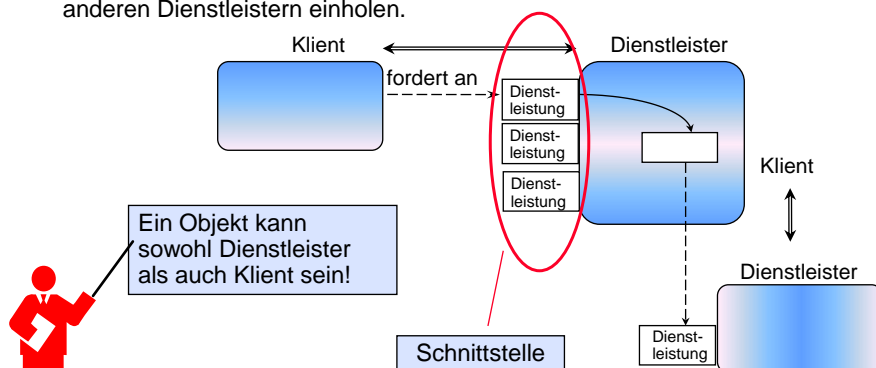 anderen Dienstleistern einholen.
Klient
Dienstleister
fordert an
Dienst-
leistung
Dienst-
leistung
Dienst-
leistung
Klient
Ein Objekt kann
sowohl Dienstleister
als auch Klient sein!
Dienstleister
Schnittstelle
Dienst-
leistung